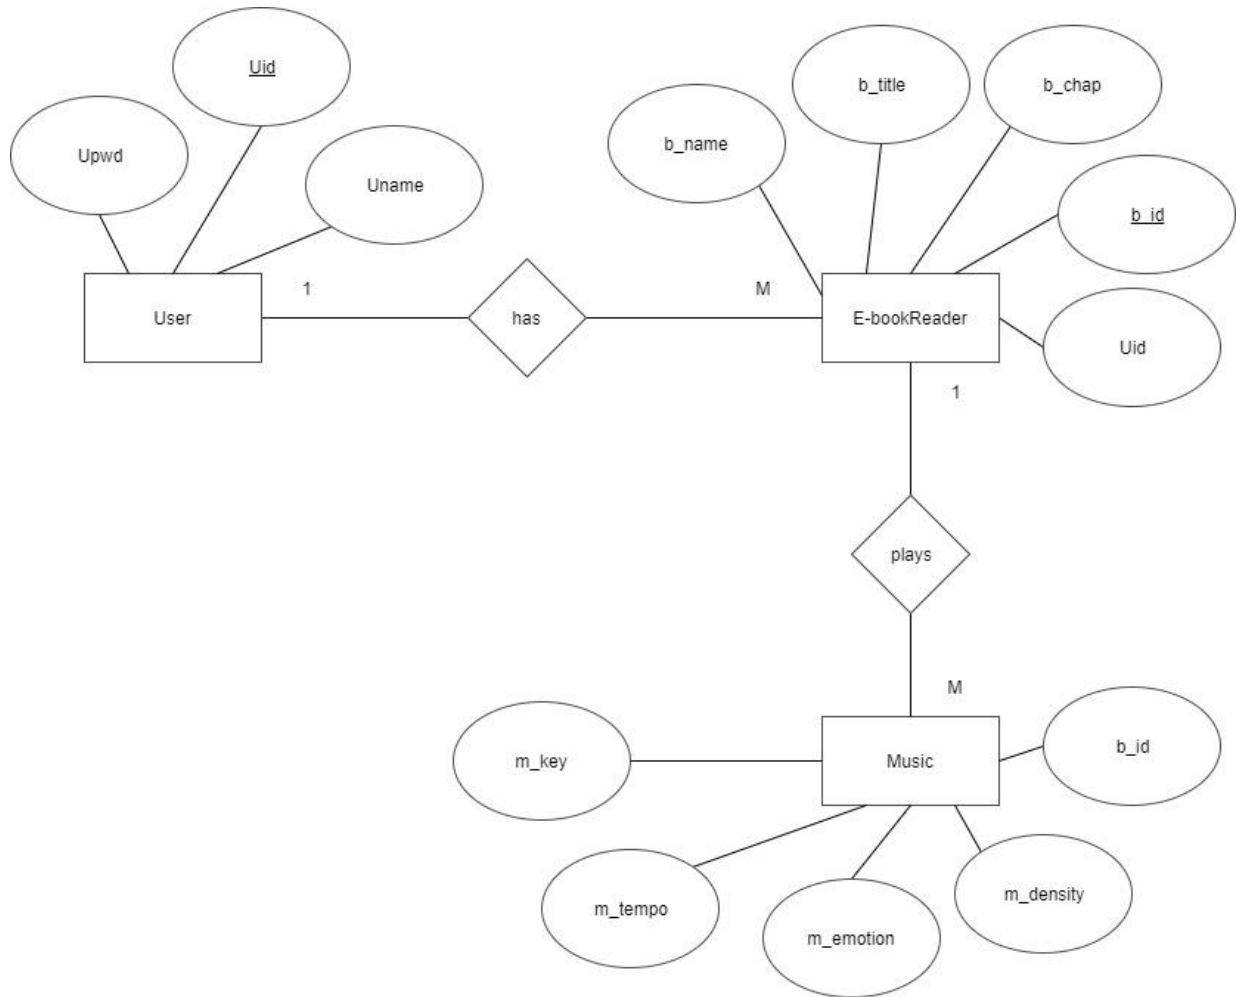 Uid
Upwd
Uname
b_title
b_chap
b_name
b_id
User
1
has
M
E-bookReader
Uid
1
plays
M
m_key
Music
b_id
m_tempo
m_emotion
m_density